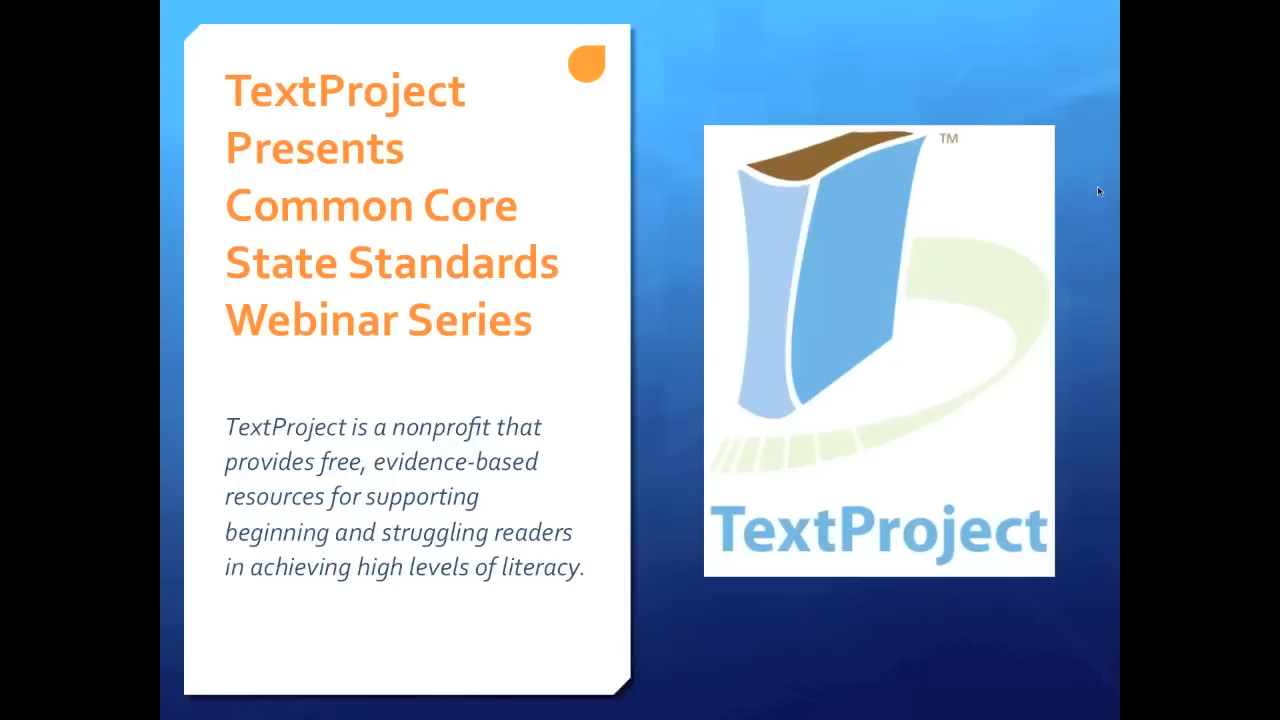 TextProject
Presents
Common Core
State Standards
Webinar Series
TextProject is a nonprofit that
provides free, evidence-based
resources for supporting
beginning and struggling readers
in achieving high levels of literacy.
TM
TextProject